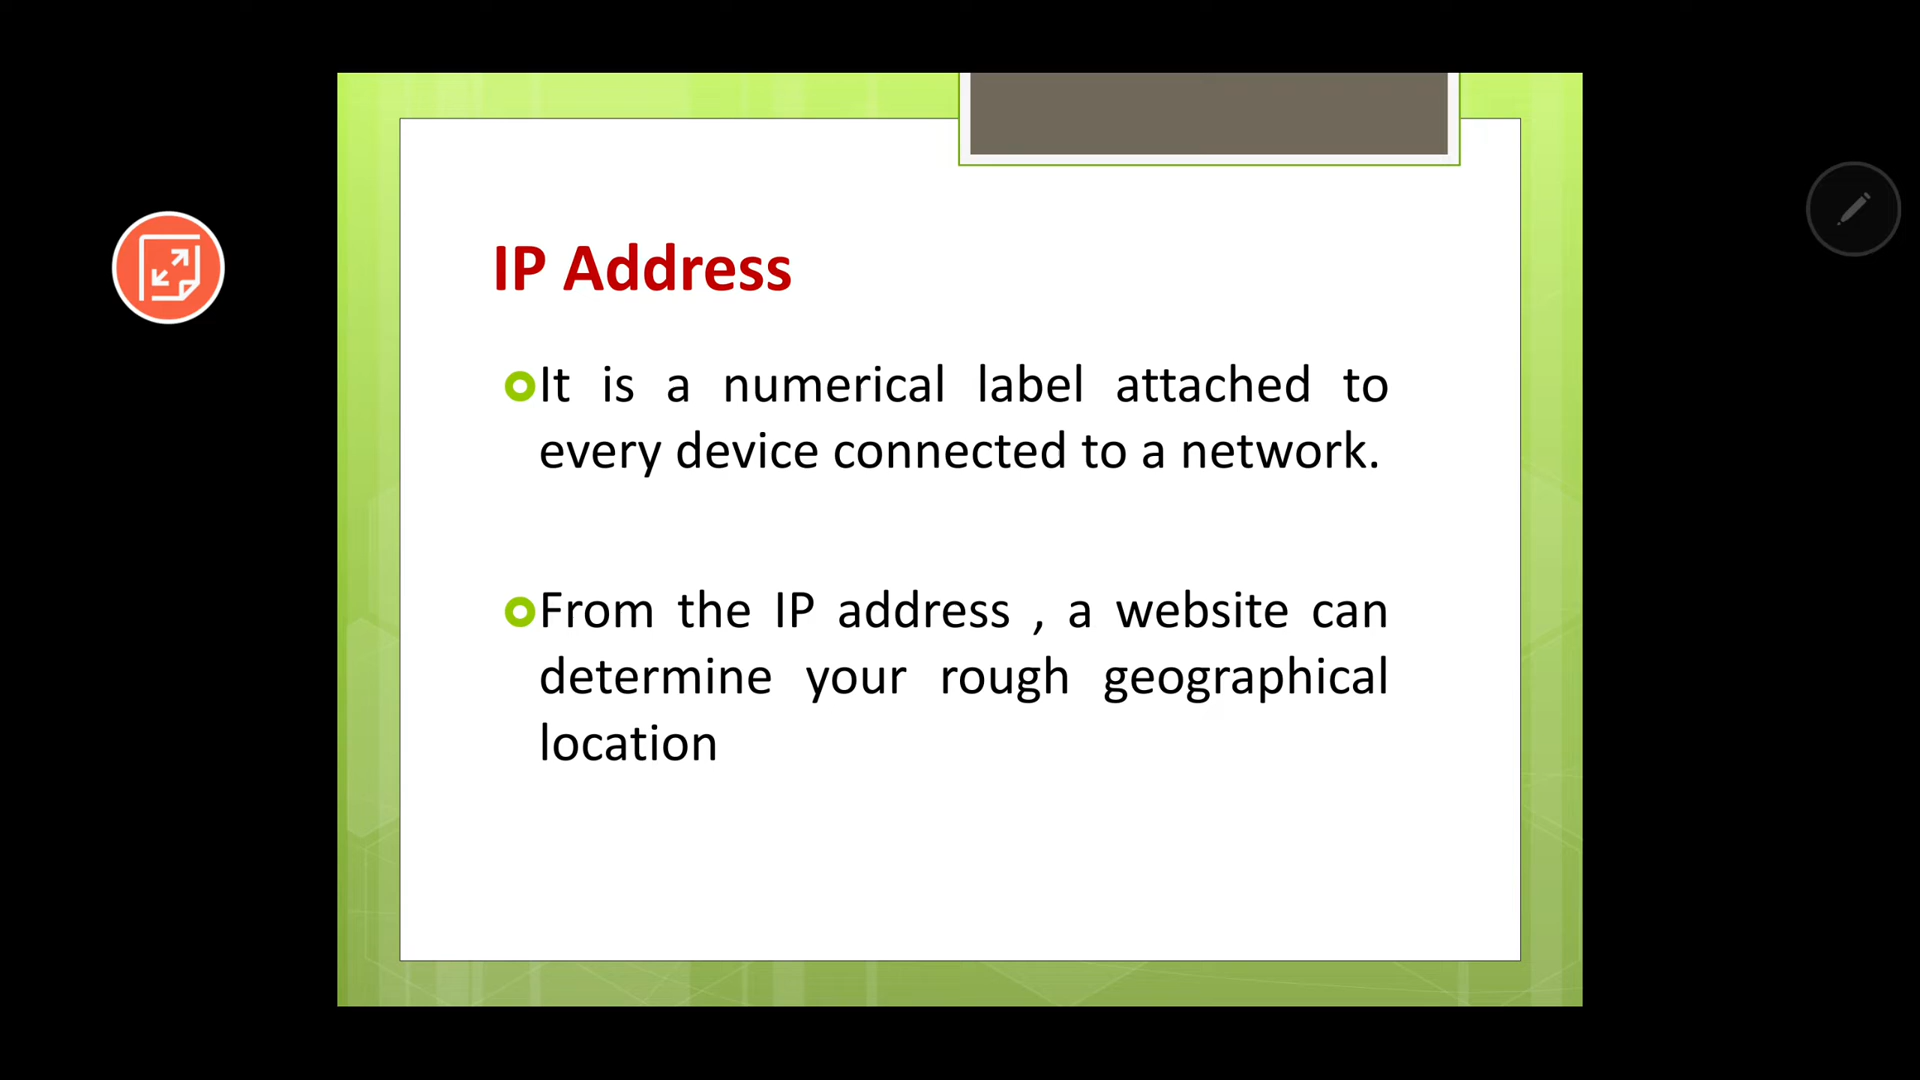 IP Address
It is a numerical label attached to
every device connected to a network.
From the IP address , a website can
determine your rough geographical
location